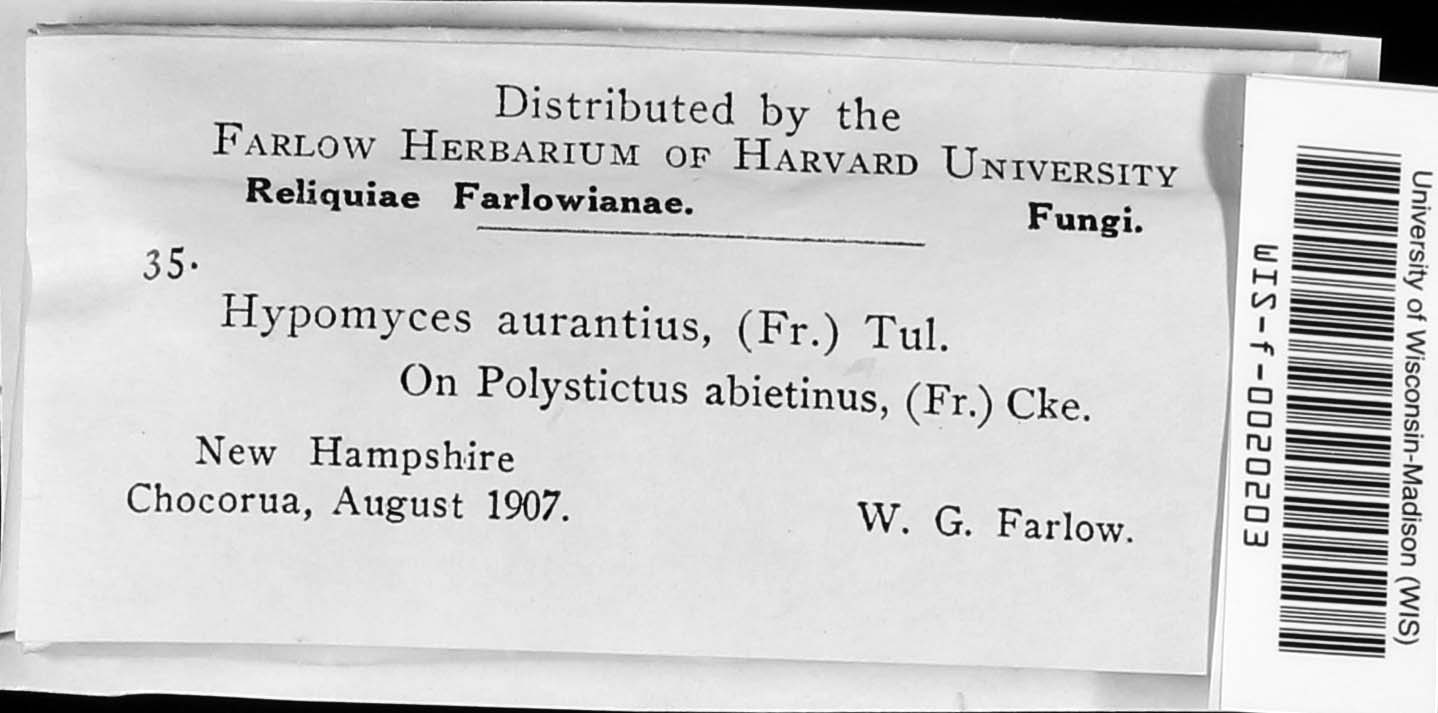 Distributed by the
FARLOW HERBARIUM OF HARVARD UNIVERSITY
Reliquiae Farlowianae. Fungi.
35.
Hypomyces aurantius, (Fr.) Tul.
On Polystictus abietinus, (Fr.) Cke.
New Hampshire
Chocorua, August 1907.
W. G. Farlow.
University of Wisconsin-Madison (WIS)
WIS-f-0020203